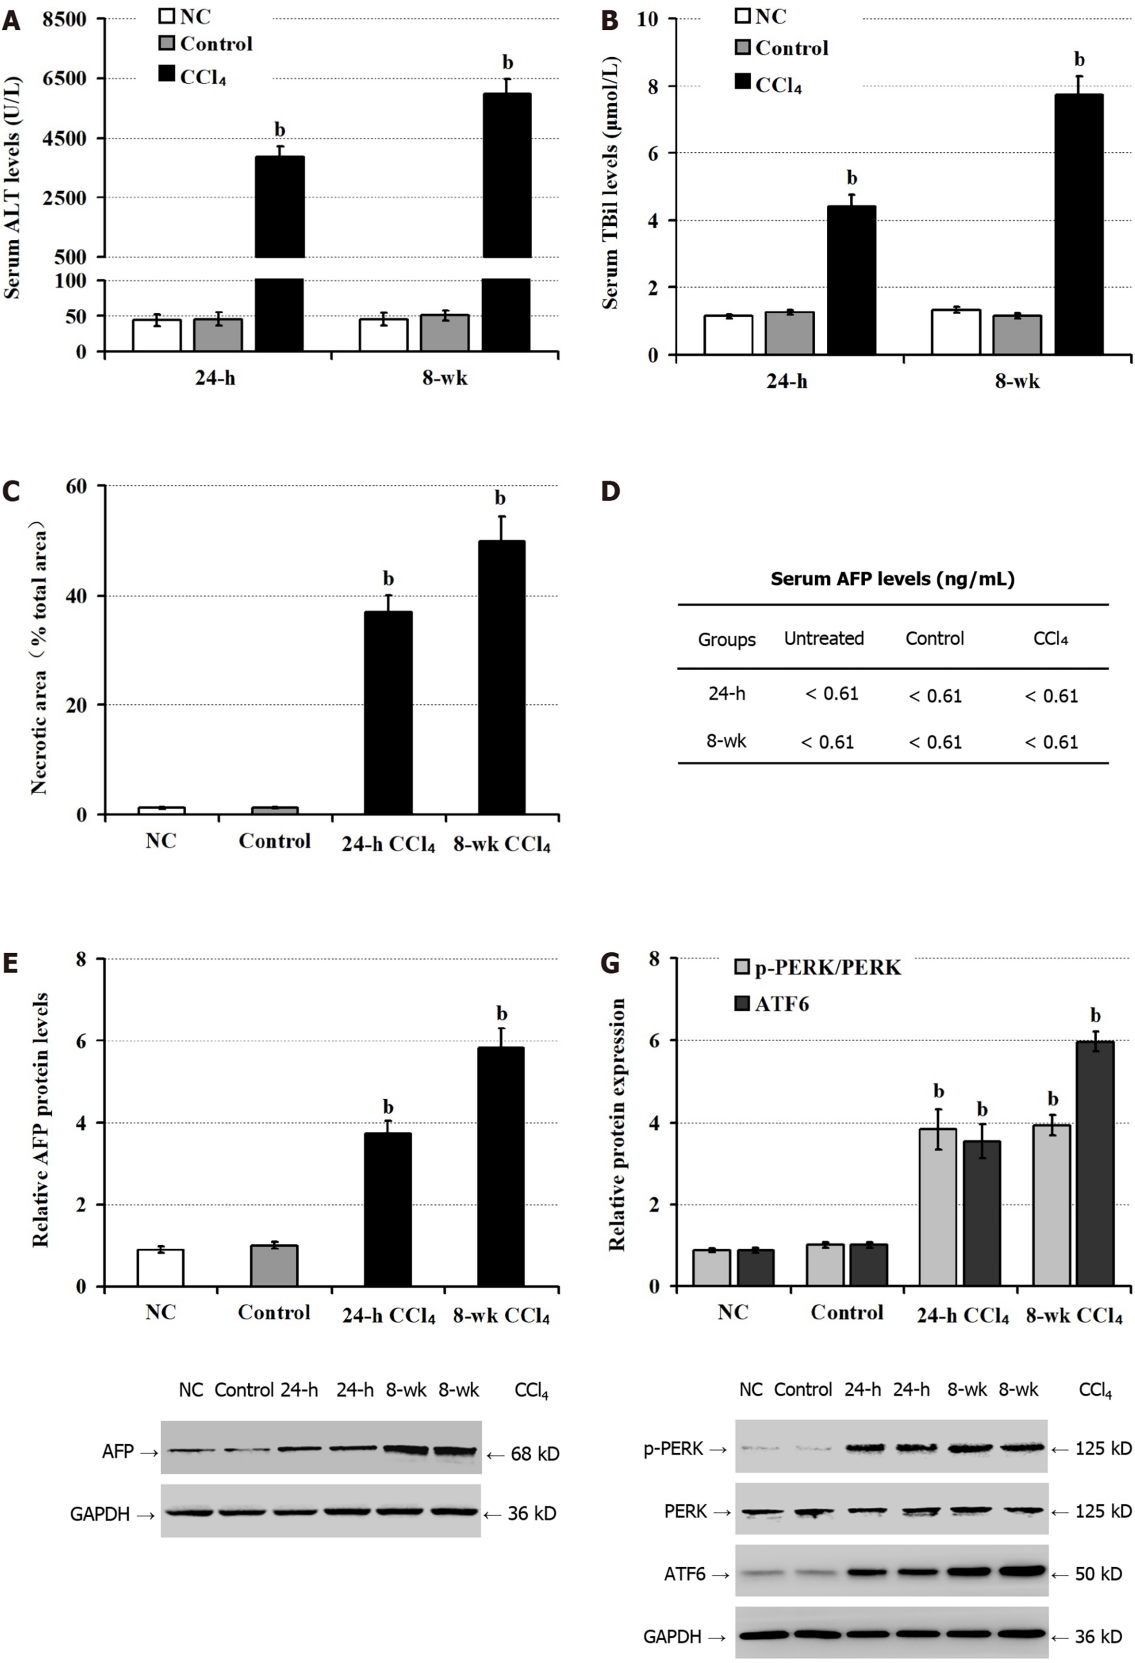 A
Serum ALT levels (U/L)
8500
6500
4500
2500
500
100
50
0
NC
Control
CCl₄
b
b
24-h
8-wk
B
Serum TBil levels (μmol/L)
10
8
6
4
2
0
NC
Control
CCl₄
b
b
24-h
8-wk
C
Necrotic area（% total area）
60
40
20
0
b
b
NC
Control
24-h CCl₄
8-wk CCl₄
D
Serum AFP levels (ng/mL)
Groups Untreated Control CCl₄
24-h < 0.61 < 0.61 < 0.61
8-wk < 0.61 < 0.61 < 0.61
E
Relative AFP protein levels
8
6
4
2
0
b
b
NC
Control
24-h CCl₄
8-wk CCl₄
NC Control 24-h 24-h 8-wk 8-wk CCl₄
AFP → ← 68 kD
GAPDH → ← 36 kD
G
Relative protein expression
8
6
4
2
0
p-PERK/PERK
ATF6
b
b
b
b
NC
Control
24-h CCl₄
8-wk CCl₄
NC Control 24-h 24-h 8-wk 8-wk CCl₄
p-PERK → ← 125 kD
PERK → ← 125 kD
ATF6 → ← 50 kD
GAPDH → ← 36 kD